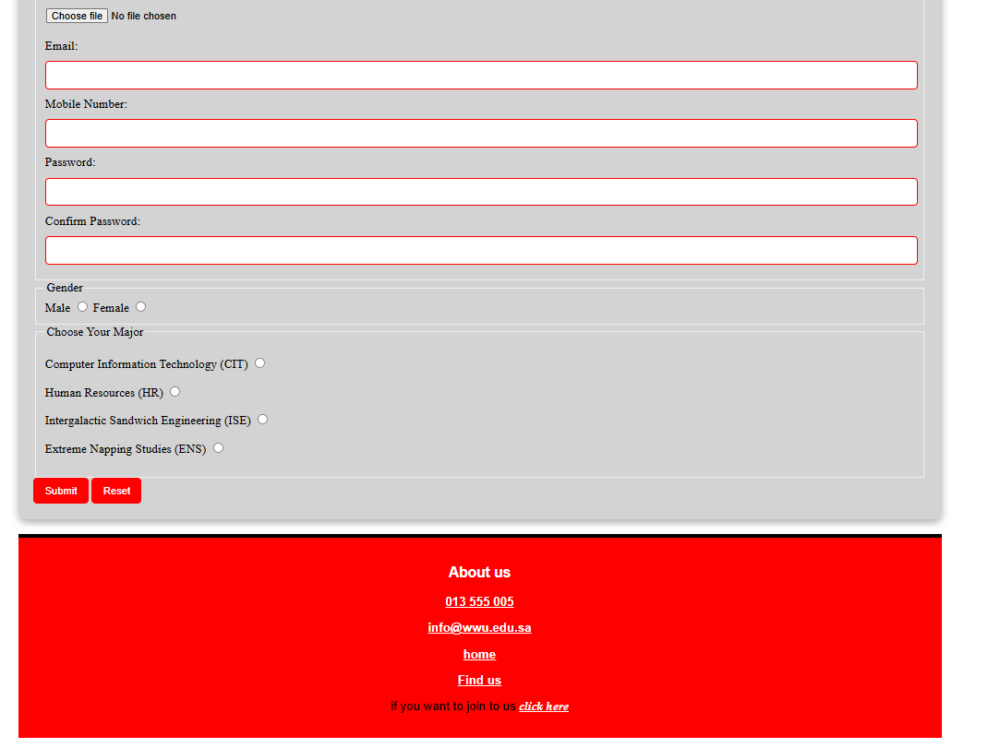 Choose file No file chosen
Email:
Mobile Number:
Password:
Confirm Password:
Gender
Male Female
Choose Your Major
Computer Information Technology (CIT)
Human Resources (HR)
Intergalactic Sandwich Engineering (ISE)
Extreme Napping Studies (ENS)
Submit Reset
About us
013 555 005
info@wwu.edu.sa
home
Find us
if you want to join to us click here